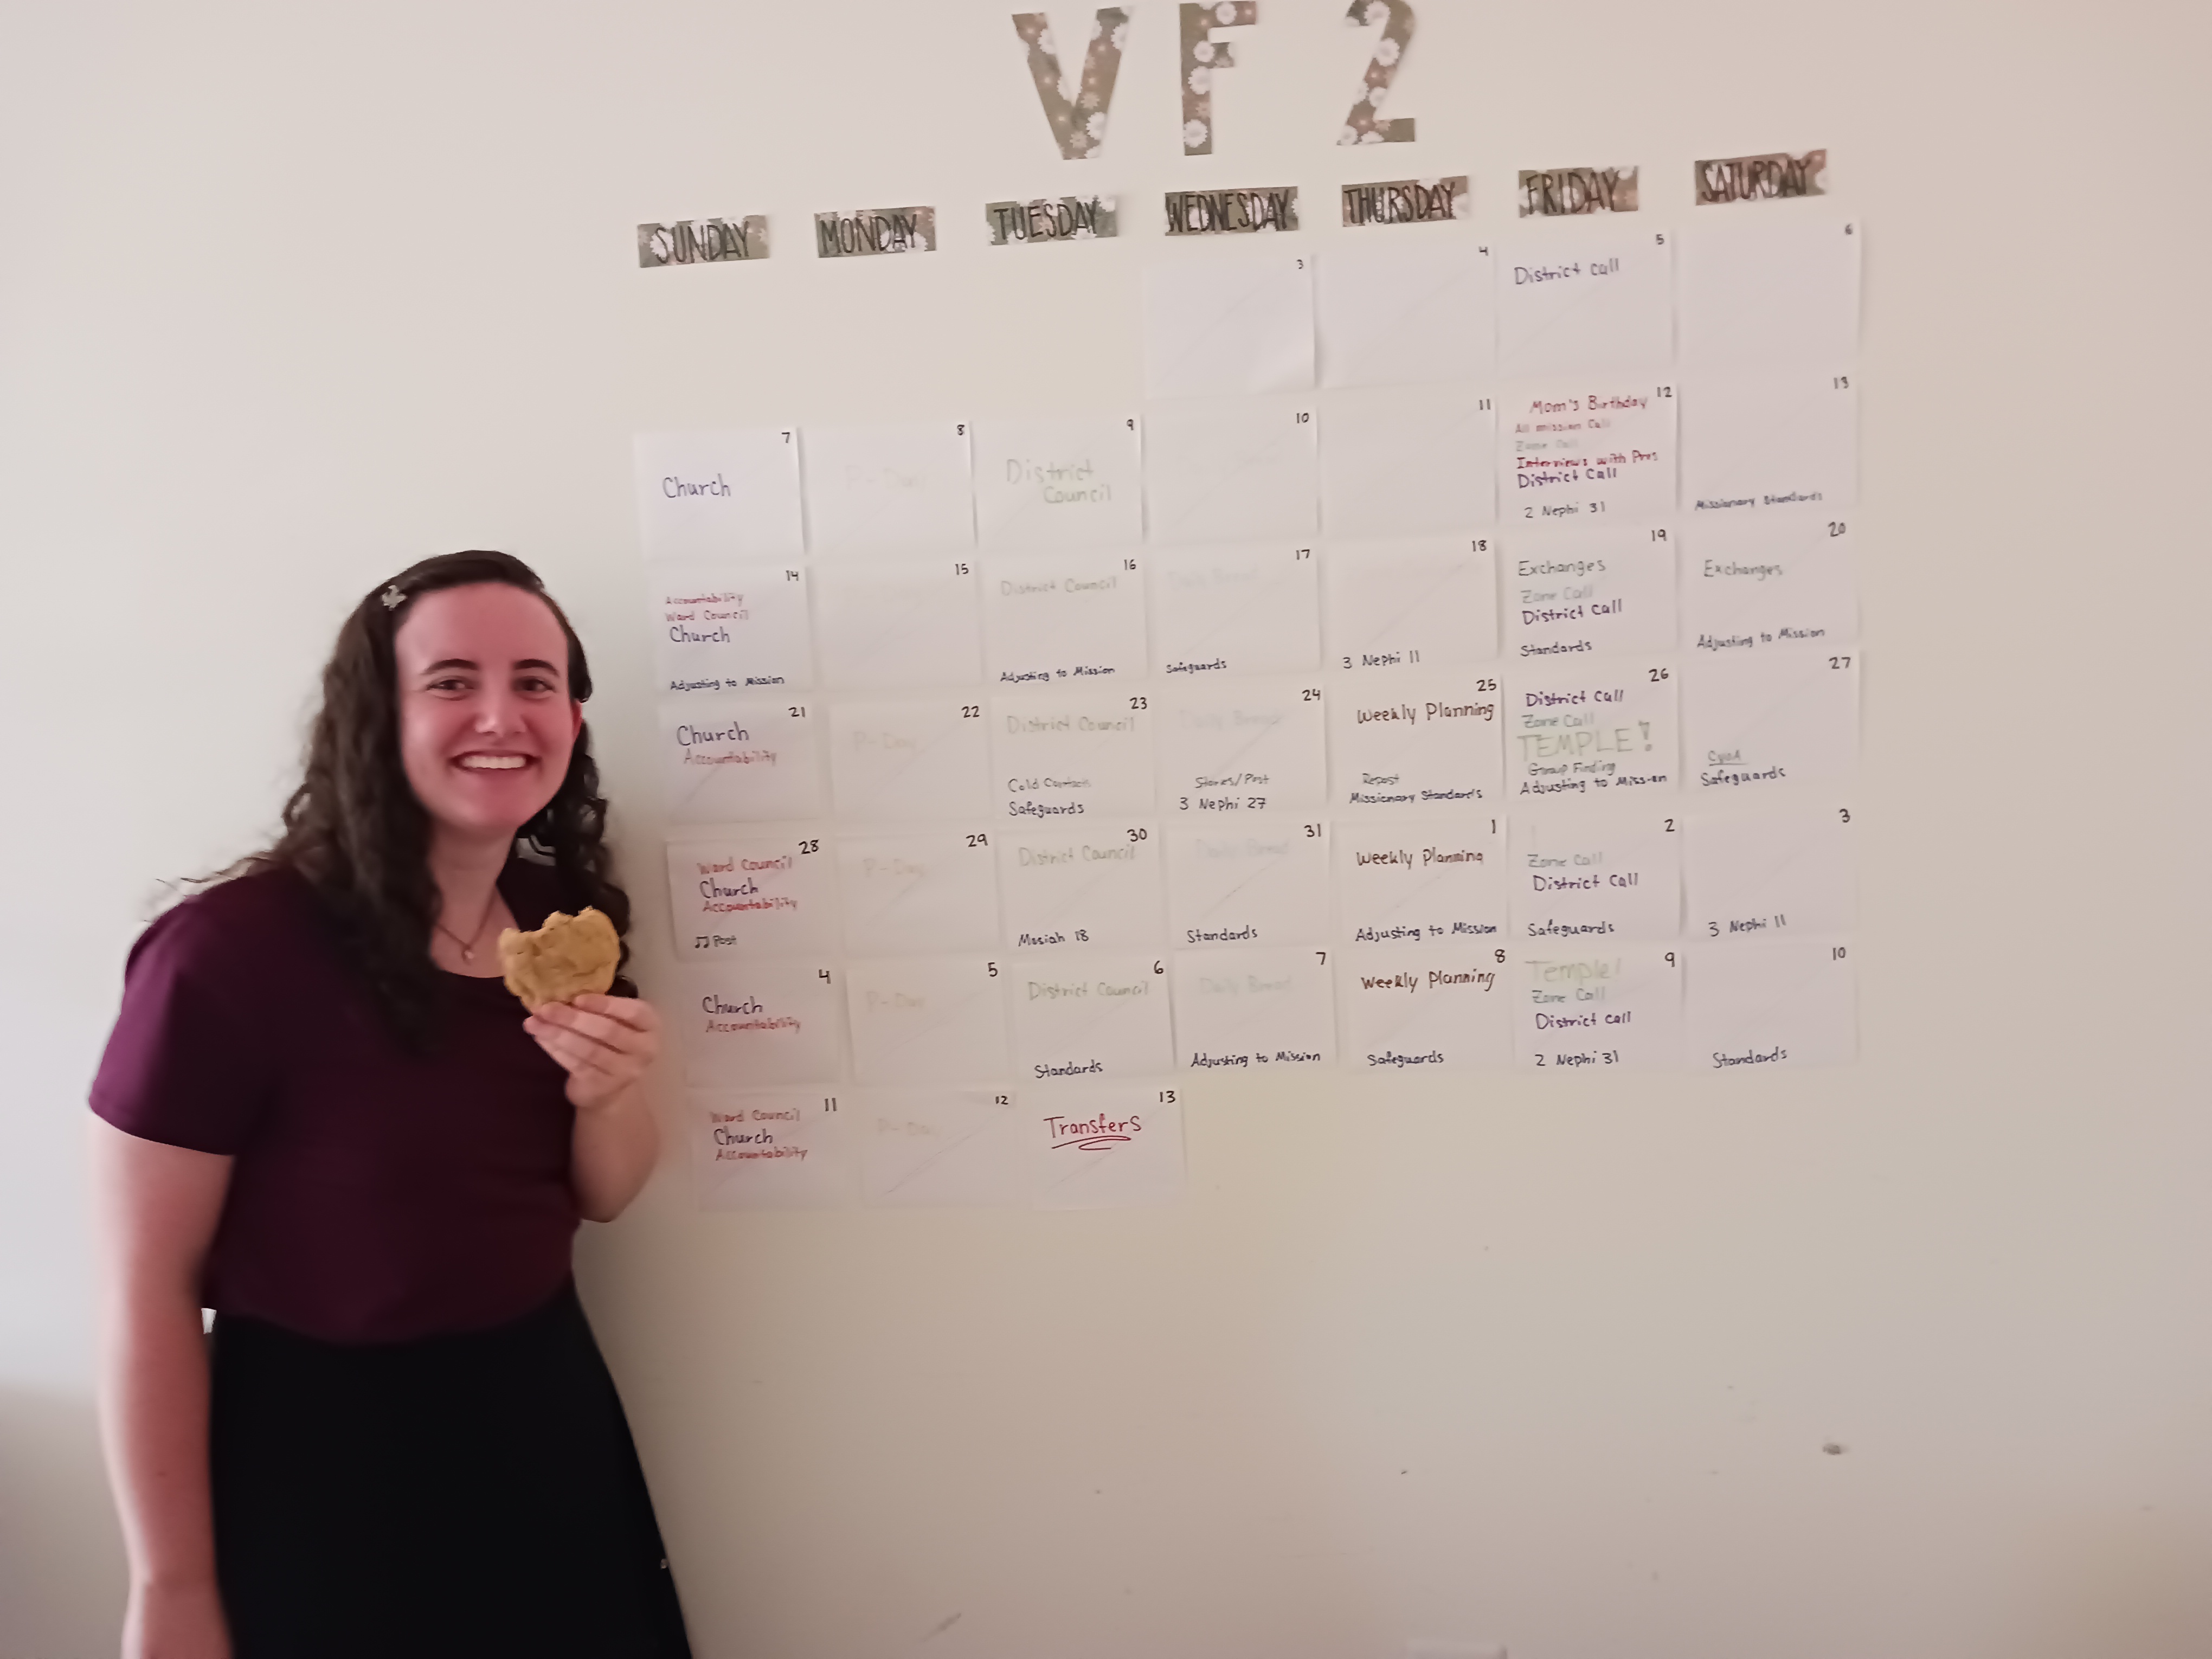 VF 2
SUNDAY
MONDAY
TUESDAY
WEDNESDAY
THURSDAY
FRIDAY
SATURDAY
3
4
5
District Call
6
7
Church
8
P-Day
9
District
Council
10
11
12
Mom's Birthday
All mission Call
Zone Call
Interviews with Pres
District Call
2 Nephi 31
13
Missionary Standards
14
Accountability
Ward Council
Church
Adjusting to Mission
15
16
District Council
Adjusting to Mission
17
Daily Bread
Safeguards
18
3 Nephi 11
19
Exchanges
Zone Call
District Call
Standards
20
Exchanges
Adjusting to Mission
21
Church
Accountability
22
P-Day
23
District Council
Cold Contacts
Safeguards
24
Daily Bread
Stories/Post
3 Nephi 27
25
Weekly Planning
Repost
Missionary Standards
26
District Call
Zone Call
TEMPLE!
Group Finding
Adjusting to Mission
27
Safeguards
28
Ward Council
Church
Accountability
♫ Post
29
P-Day
30
District Council
Mosiah 18
31
Daily Bread
Standards
1
Weekly Planning
Adjusting to Mission
2
Zone Call
District Call
Safeguards
3
3 Nephi 11
4
Church
Accountability
5
P-Day
6
District Council
Standards
7
Daily Bread
Adjusting to Mission
8
Weekly Planning
Safeguards
9
Temple!
Zone Call
District Call
2 Nephi 31
10
Standards
11
Ward Council
Church
Accountability
12
P-Day
13
Transfers